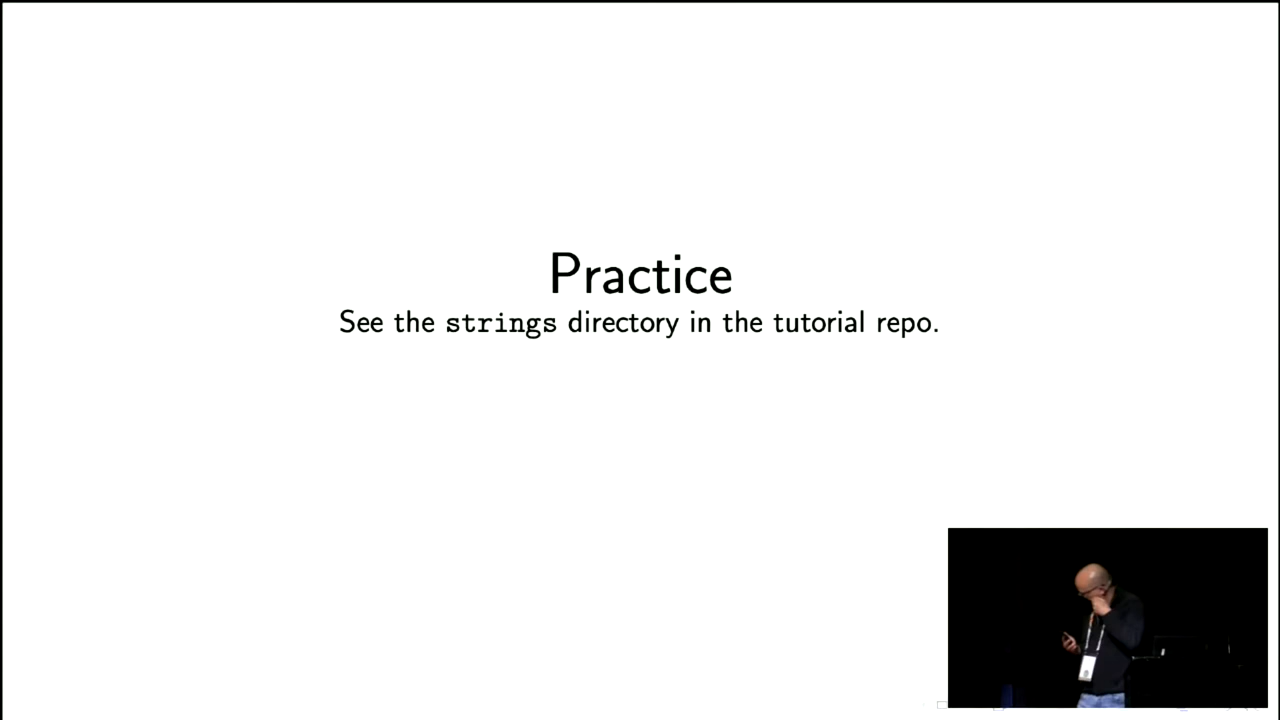 Practice
See the strings directory in the tutorial repo.